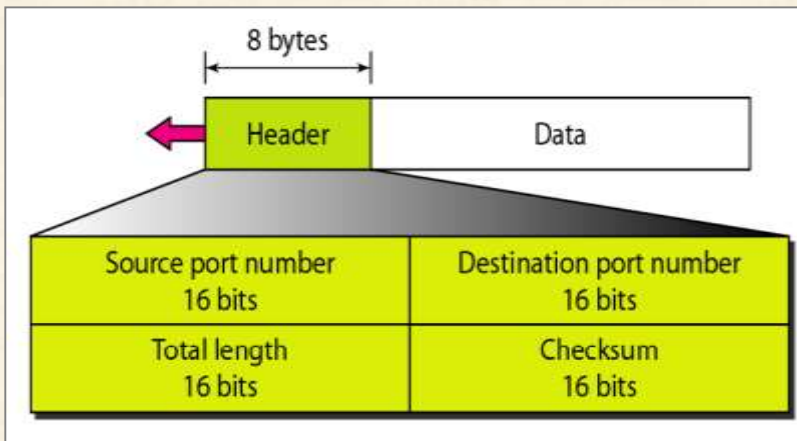 8 bytes
Header
Data
Source port number
16 bits
Destination port number
16 bits
Total length
16 bits
Checksum
16 bits